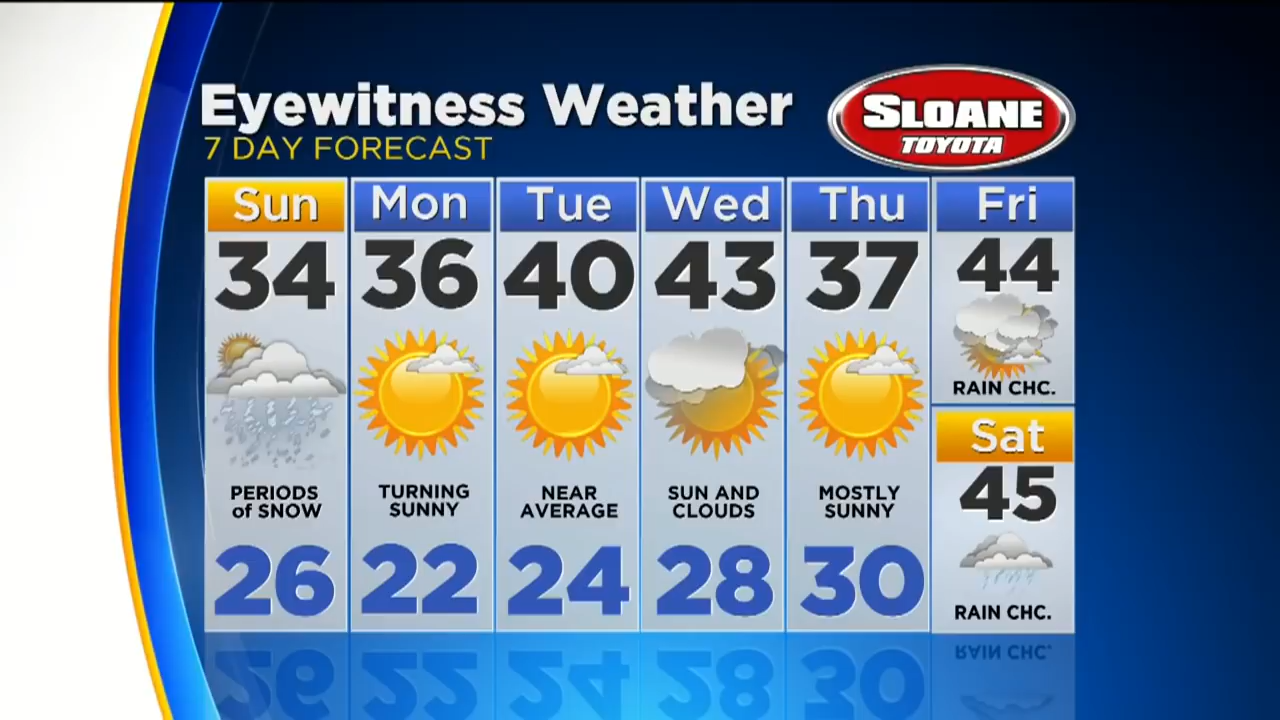 Eyewitness Weather
7 DAY FORECAST
SLOANE
TOYOTA
Sun
34
PERIODS
of SNOW
26
Mon
36
TURNING
SUNNY
22
Tue
40
NEAR
AVERAGE
24
Wed
43
SUN AND
CLOUDS
28
Thu
37
MOSTLY
SUNNY
30
Fri
44
RAIN CHC.
Sat
45
RAIN CHC.